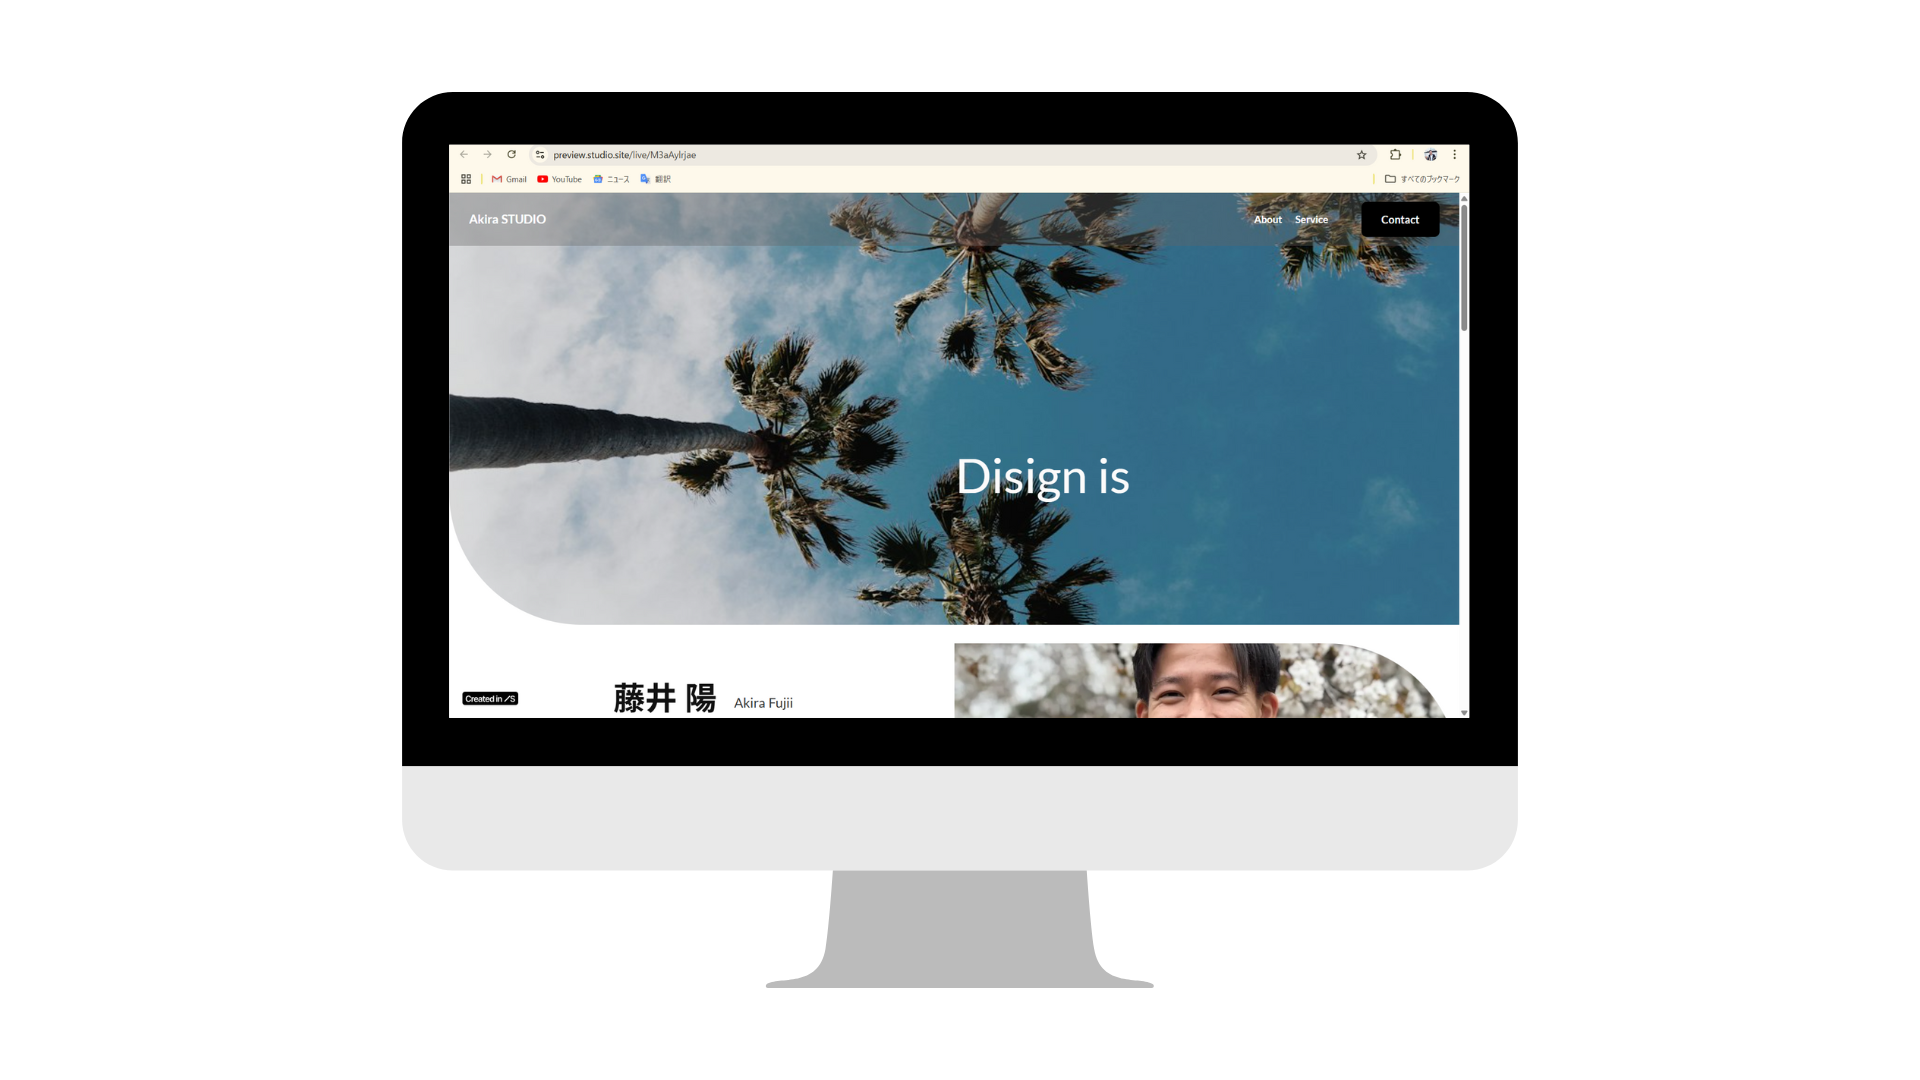 preview.studio.site/live/M3aAylrjae
Gmail YouTube ニュース 翻訳 すべてのブックマーク
Akira STUDIO About Service Contact
Disign is
藤井 陽 Akira Fujii
Created in